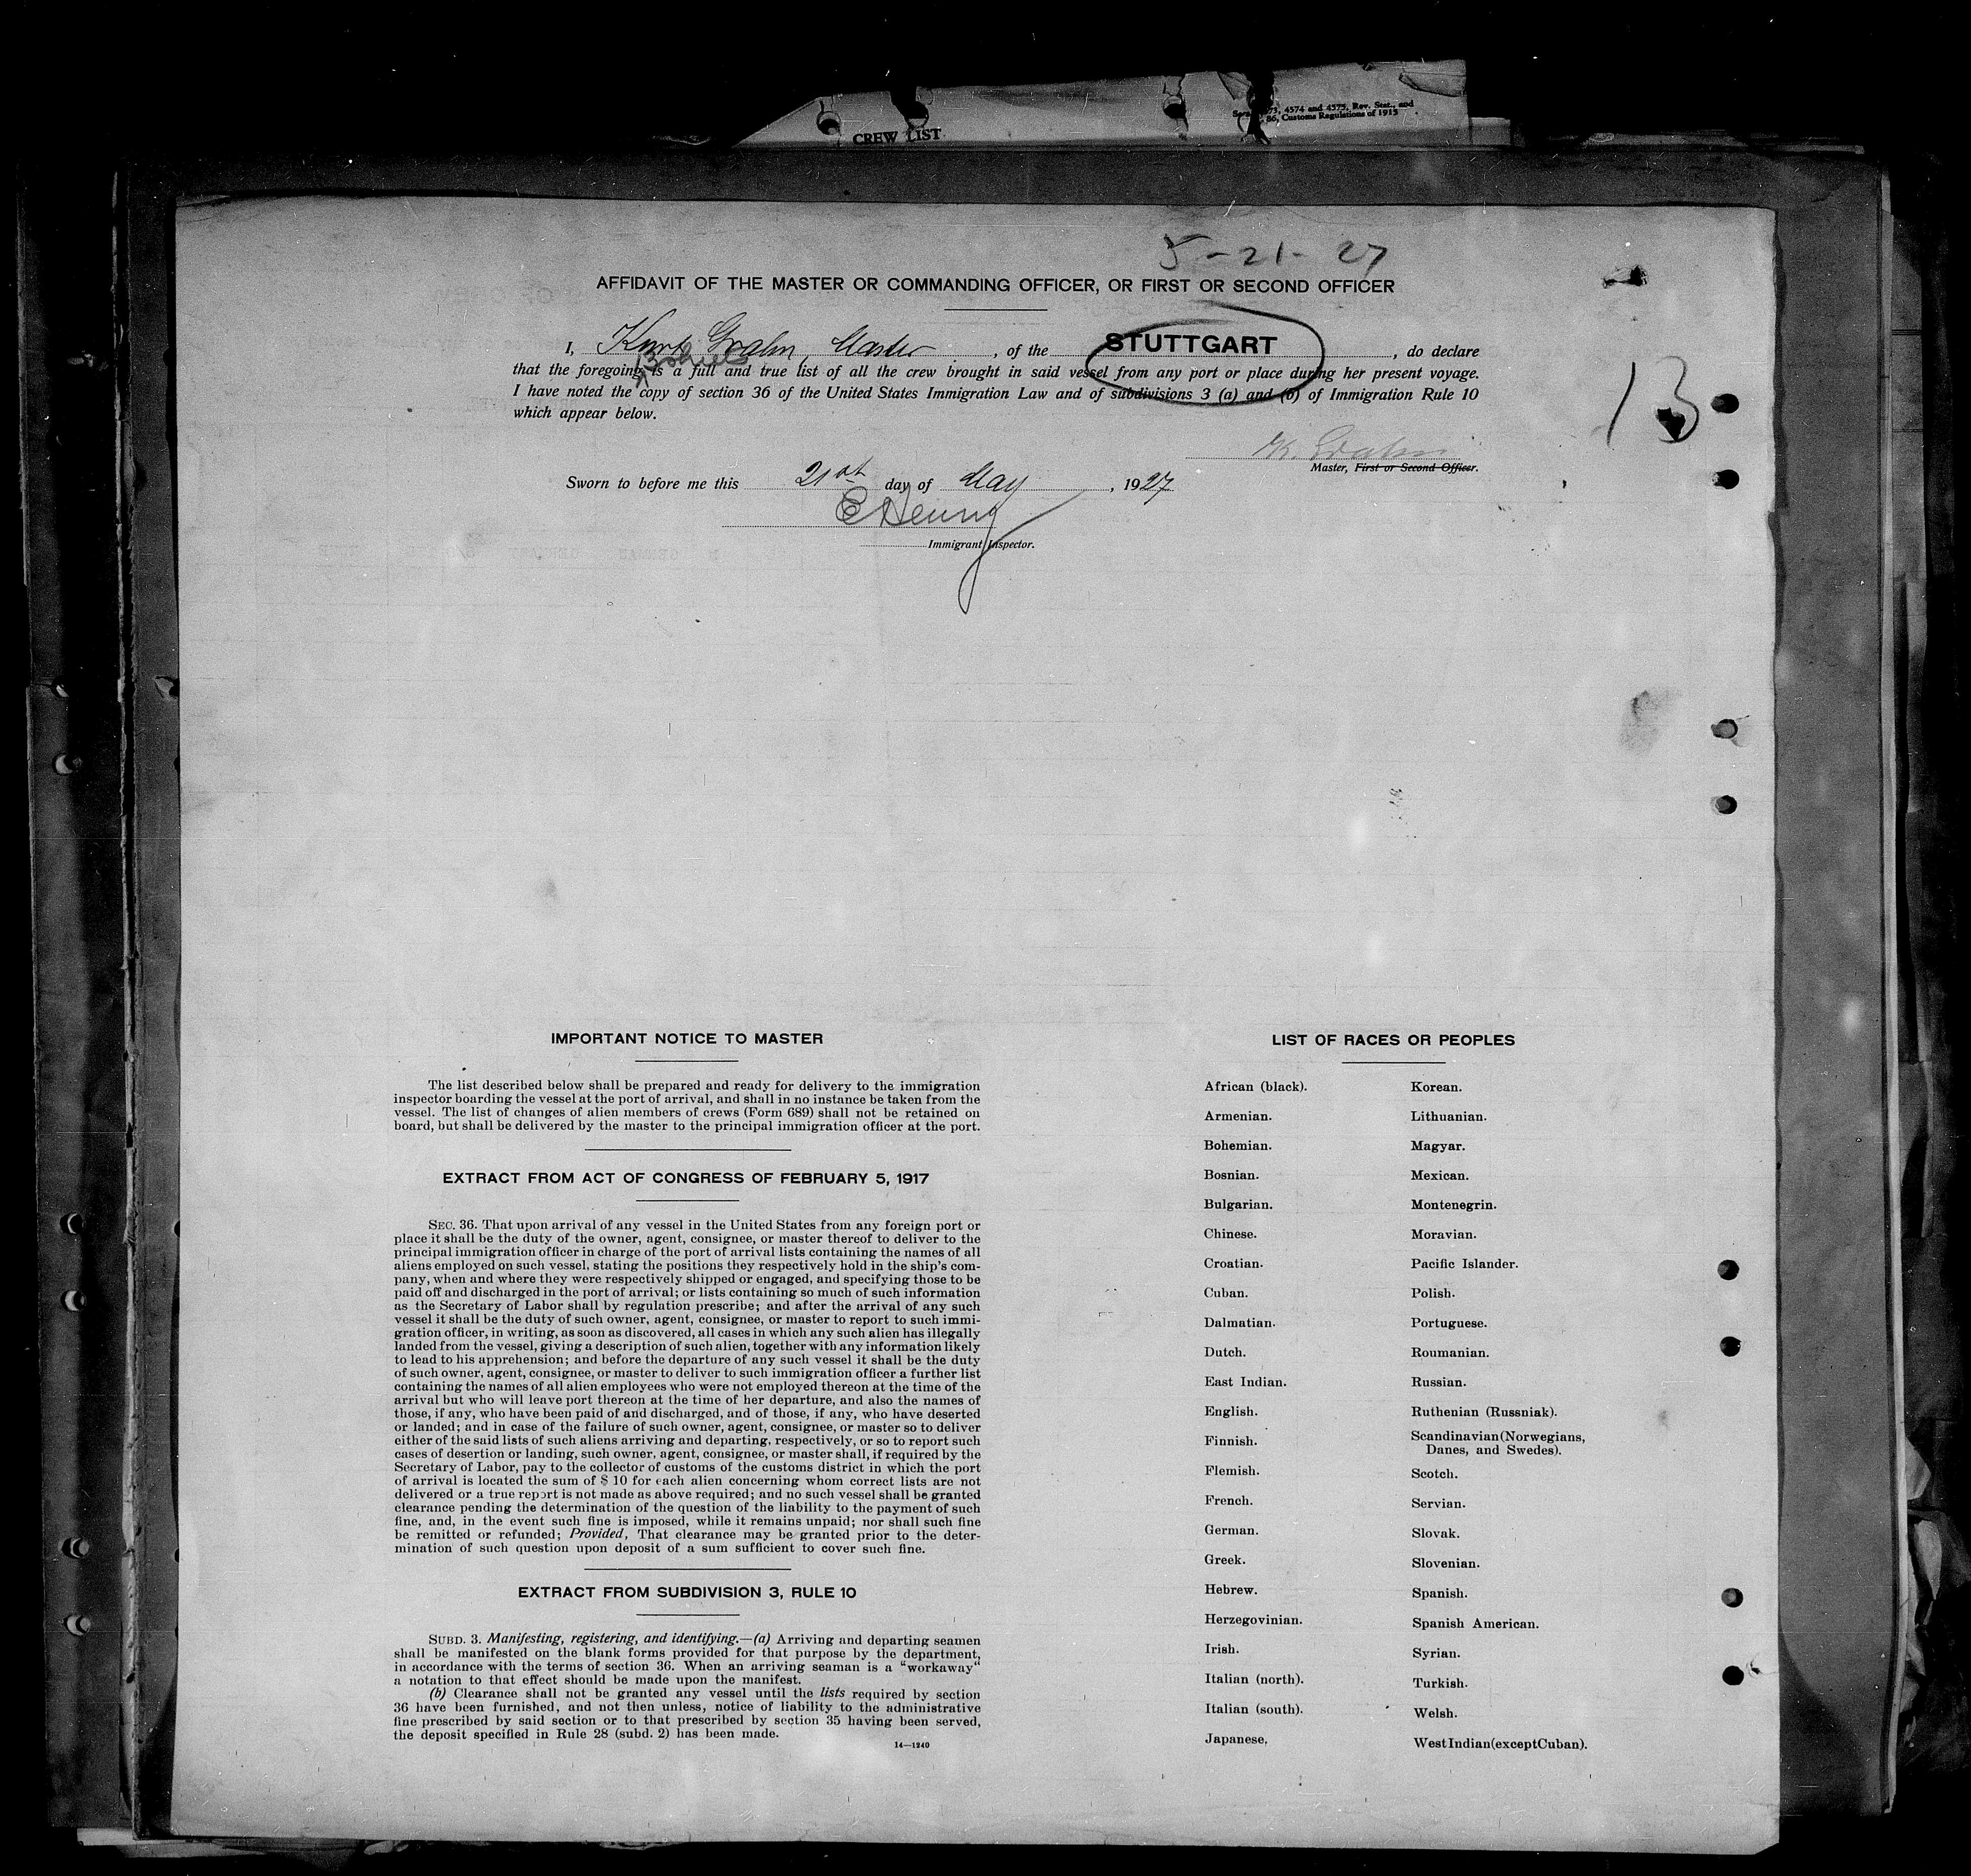 CREW LIST
73, 4574 and 4575, Rev. Stat., and
86, Customs Regulations of 1915
5-21-27
AFFIDAVIT OF THE MASTER OR COMMANDING OFFICER, OR FIRST OR SECOND OFFICER
I, Kurt Grahn, Master, of the STUTTGART, do declare
13 sheets
that the foregoing is a full and true list of all the crew brought in said vessel from any port or place during her present voyage.
I have noted the copy of section 36 of the United States Immigration Law and of subdivisions 3 (a) and (b) of Immigration Rule 10
which appear below.
13
K. Grahn
Master, First or Second Officer.
Sworn to before me this 21st day of May, 1927
Immigrant Inspector.
IMPORTANT NOTICE TO MASTER
The list described below shall be prepared and ready for delivery to the immigration
inspector boarding the vessel at the port of arrival, and shall in no instance be taken from the
vessel. The list of changes of alien members of crews (Form 689) shall not be retained on
board, but shall be delivered by the master to the principal immigration officer at the port.
EXTRACT FROM ACT OF CONGRESS OF FEBRUARY 5, 1917
SEC. 36. That upon arrival of any vessel in the United States from any foreign port or
place it shall be the duty of the owner, agent, consignee, or master thereof to deliver to the
principal immigration officer in charge of the port of arrival lists containing the names of all
aliens employed on such vessel, stating the positions they respectively hold in the ship's com-
pany, when and where they were respectively shipped or engaged, and specifying those to be
paid off and discharged in the port of arrival; or lists containing so much of such information
as the Secretary of Labor shall by regulation prescribe; and after the arrival of any such
vessel it shall be the duty of such owner, agent, consignee, or master to report to such immi-
gration officer, in writing, as soon as discovered, all cases in which any such alien has illegally
landed from the vessel, giving a description of such alien, together with any information likely
to lead to his apprehension; and before the departure of any such vessel it shall be the duty
of such owner, agent, consignee, or master to deliver to such immigration officer a further list
containing the names of all alien employees who were not employed thereon at the time of the
arrival but who will leave port thereon at the time of her departure, and also the names of
those, if any, who have been paid of and discharged, and of those, if any, who have deserted
or landed; and in case of the failure of such owner, agent, consignee, or master so to deliver
either of the said lists of such aliens arriving and departing, respectively, or so to report such
cases of desertion or landing, such owner, agent, consignee, or master shall, if required by the
Secretary of Labor, pay to the collector of customs of the customs district in which the port
of arrival is located the sum of $ 10 for each alien concerning whom correct lists are not
delivered or a true report is not made as above required; and no such vessel shall be granted
clearance pending the determination of the question of the liability to the payment of such
fine, and, in the event such fine is imposed, while it remains unpaid; nor shall such fine
be remitted or refunded; Provided, That clearance may be granted prior to the deter-
mination of such question upon deposit of a sum sufficient to cover such fine.
EXTRACT FROM SUBDIVISION 3, RULE 10
SUBD. 3. Manifesting, registering, and identifying.—(a) Arriving and departing seamen
shall be manifested on the blank forms provided for that purpose by the department,
in accordance with the terms of section 36. When an arriving seaman is a “workaway“
a notation to that effect should be made upon the manifest.
(b) Clearance shall not be granted any vessel until the lists required by section
36 have been furnished, and not then unless, notice of liability to the administrative
fine prescribed by said section or to that prescribed by section 35 having been served,
the deposit specified in Rule 28 (subd. 2) has been made.
14—1240
LIST OF RACES OR PEOPLES
African (black).
Armenian.
Bohemian.
Bosnian.
Bulgarian.
Chinese.
Croatian.
Cuban.
Dalmatian.
Dutch.
East Indian.
English.
Finnish.
Flemish.
French.
German.
Greek.
Hebrew.
Herzegovinian.
Irish.
Italian (north).
Italian (south).
Japanese.
Korean.
Lithuanian.
Magyar.
Mexican.
Montenegrin.
Moravian.
Pacific Islander.
Polish.
Portuguese.
Roumanian.
Russian.
Ruthenian (Russniak).
Scandinavian (Norwegians,
Danes, and Swedes).
Scotch.
Servian.
Slovak.
Slovenian.
Spanish.
Spanish American.
Syrian.
Turkish.
Welsh.
West Indian (except Cuban).